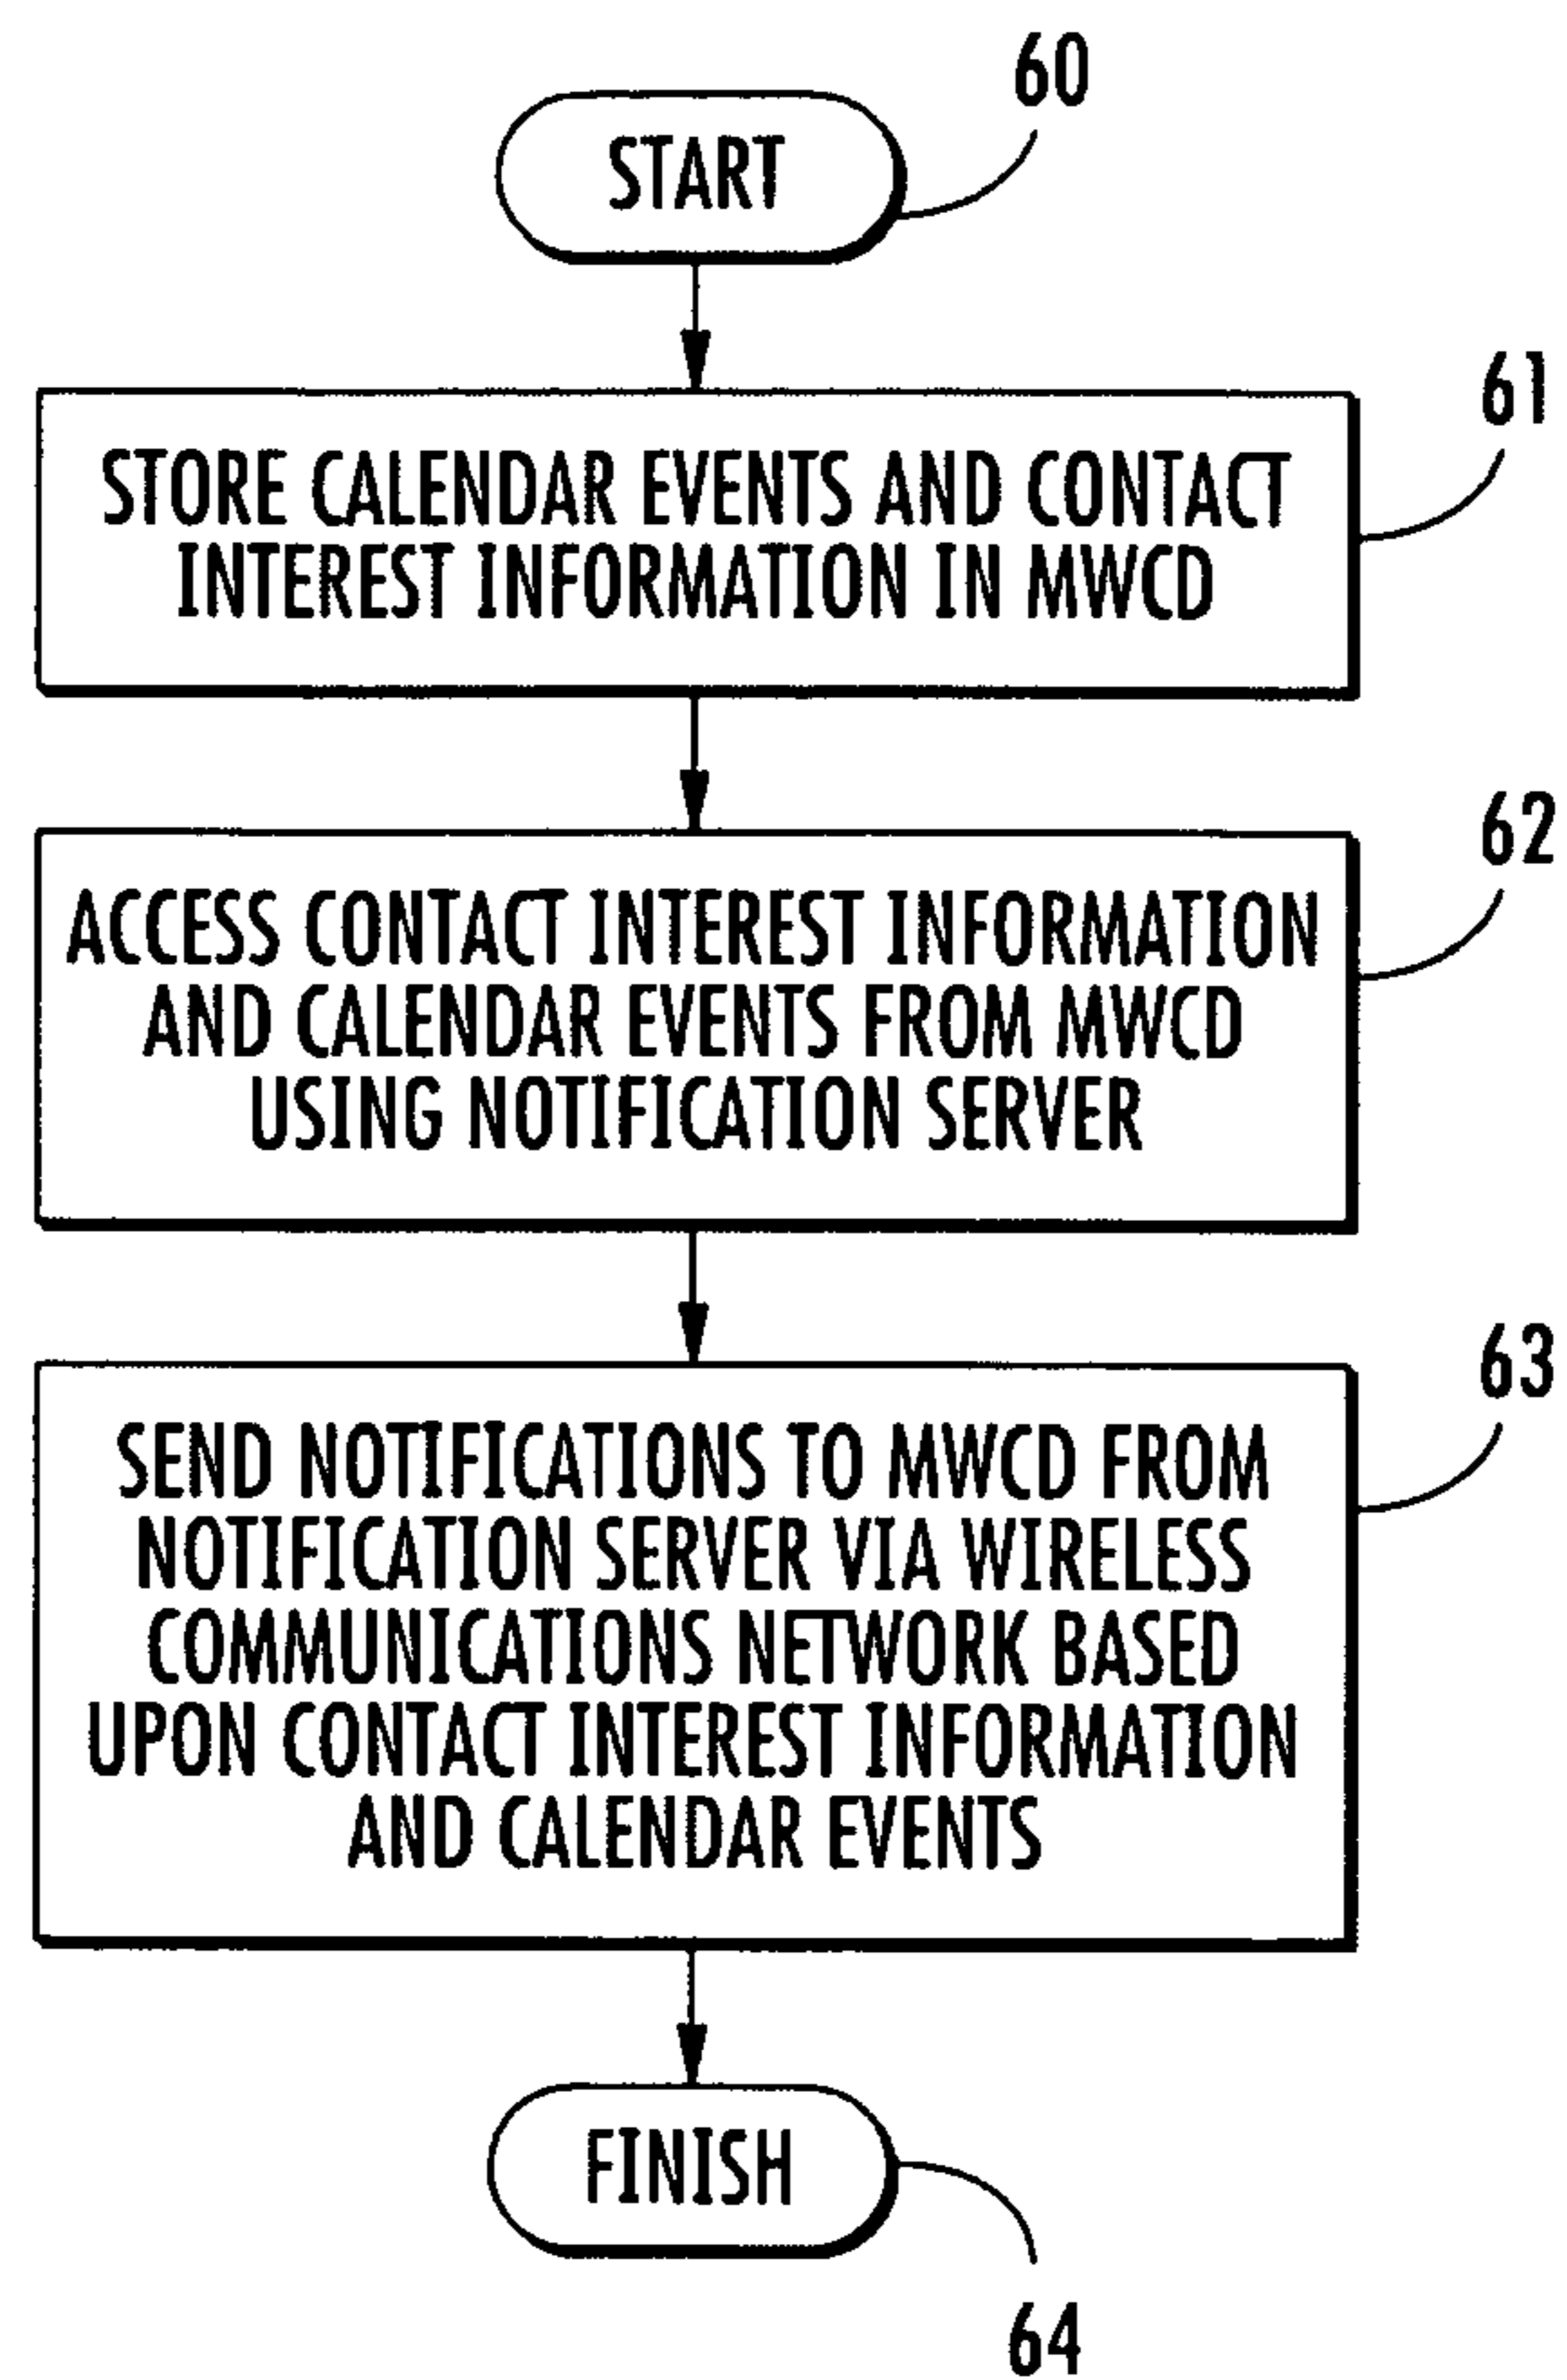 60
START
61
STORE CALENDAR EVENTS AND CONTACT
INTEREST INFORMATION IN MWCD
62
ACCESS CONTACT INTEREST INFORMATION
AND CALENDAR EVENTS FROM MWCD
USING NOTIFICATION SERVER
63
SEND NOTIFICATIONS TO MWCD FROM
NOTIFICATION SERVER VIA WIRELESS
COMMUNICATIONS NETWORK BASED
UPON CONTACT INTEREST INFORMATION
AND CALENDAR EVENTS
FINISH
64